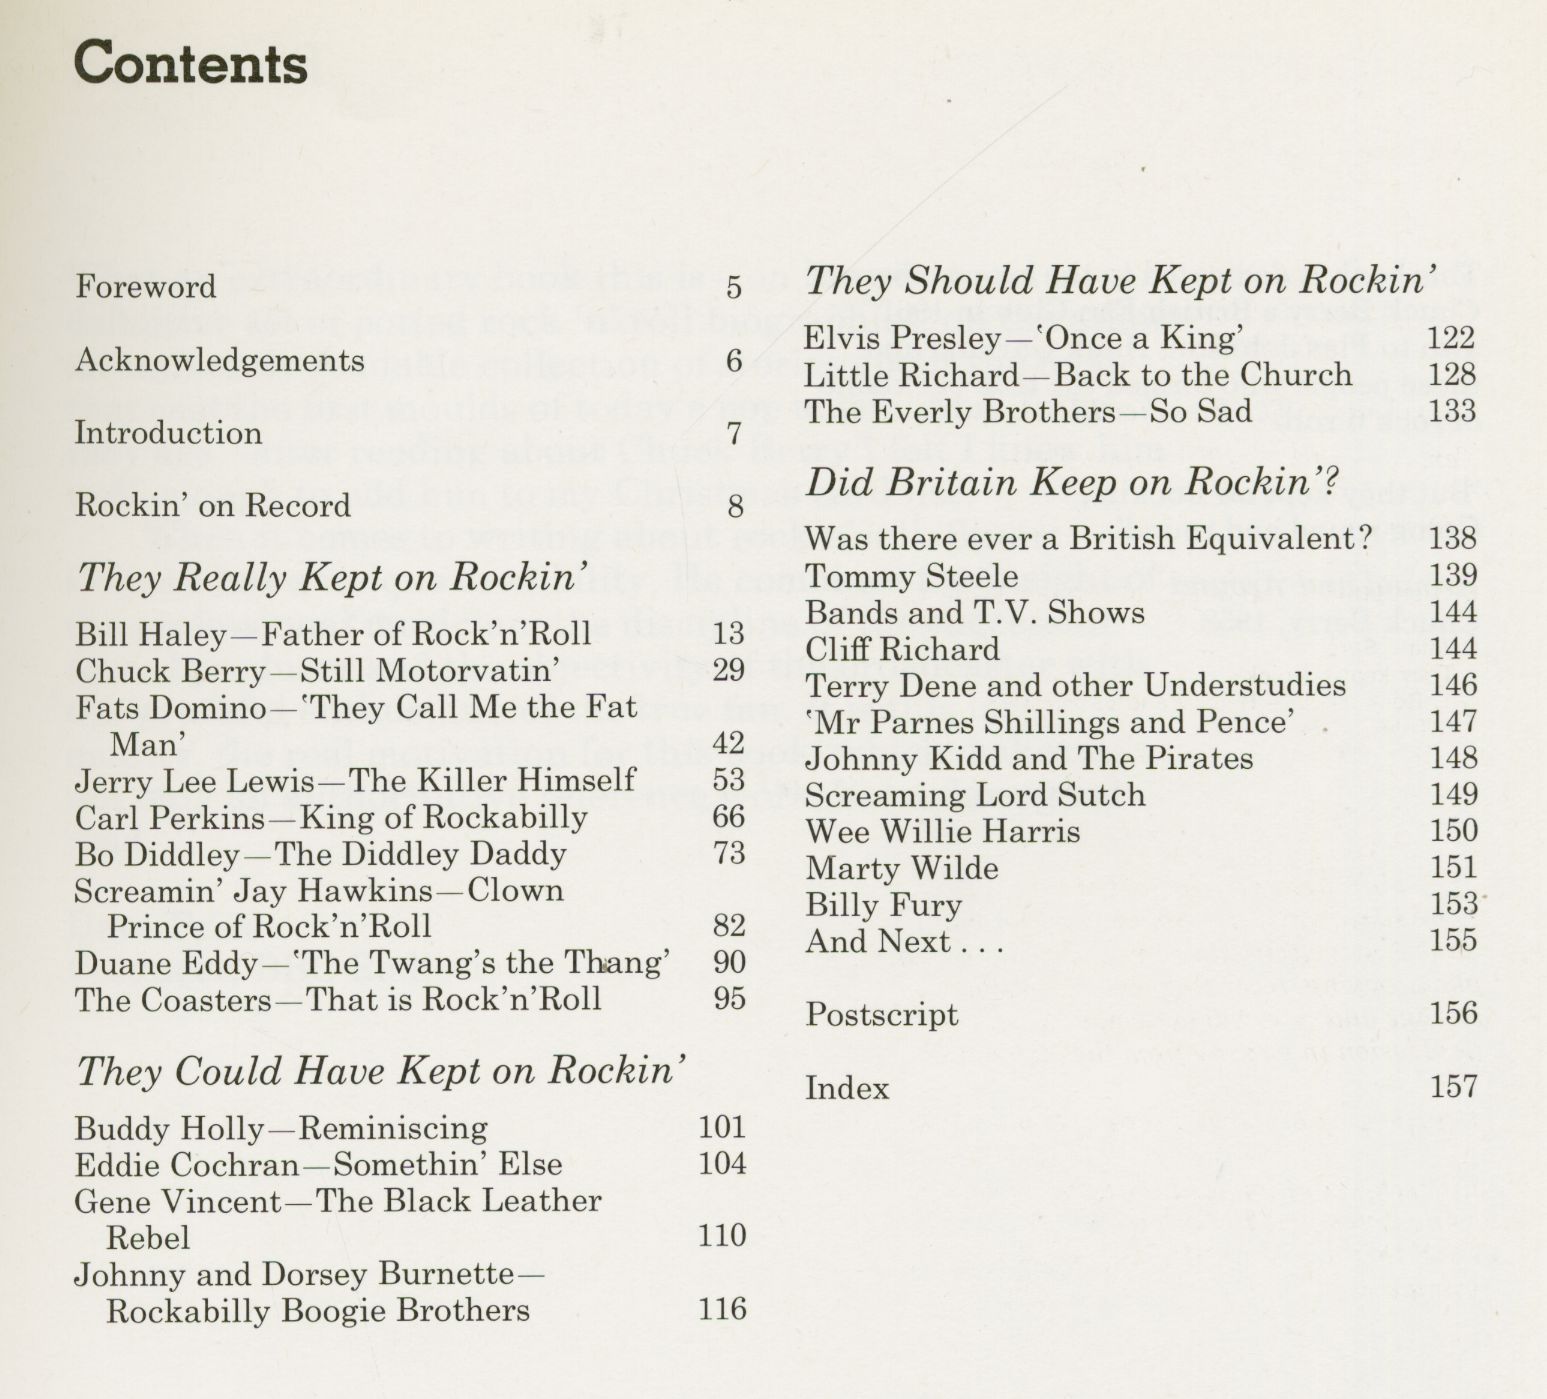 Contents
Foreword 5
Acknowledgements 6
Introduction 7
Rockin' on Record 8
They Really Kept on Rockin'
Bill Haley—Father of Rock'n'Roll 13
Chuck Berry—Still Motorvatin' 29
Fats Domino—'They Call Me the Fat
Man' 42
Jerry Lee Lewis—The Killer Himself 53
Carl Perkins—King of Rockabilly 66
Bo Diddley—The Diddley Daddy 73
Screamin' Jay Hawkins—Clown
Prince of Rock'n'Roll 82
Duane Eddy—'The Twang's the Thang' 90
The Coasters—That is Rock'n'Roll 95
They Could Have Kept on Rockin'
Buddy Holly—Reminiscing 101
Eddie Cochran—Somethin' Else 104
Gene Vincent—The Black Leather
Rebel 110
Johnny and Dorsey Burnette—
Rockabilly Boogie Brothers 116
They Should Have Kept on Rockin'
Elvis Presley—'Once a King' 122
Little Richard—Back to the Church 128
The Everly Brothers—So Sad 133
Did Britain Keep on Rockin'?
Was there ever a British Equivalent? 138
Tommy Steele 139
Bands and T.V. Shows 144
Cliff Richard 144
Terry Dene and other Understudies 146
'Mr Parnes Shillings and Pence' 147
Johnny Kidd and The Pirates 148
Screaming Lord Sutch 149
Wee Willie Harris 150
Marty Wilde 151
Billy Fury 153
And Next . . . 155
Postscript 156
Index 157